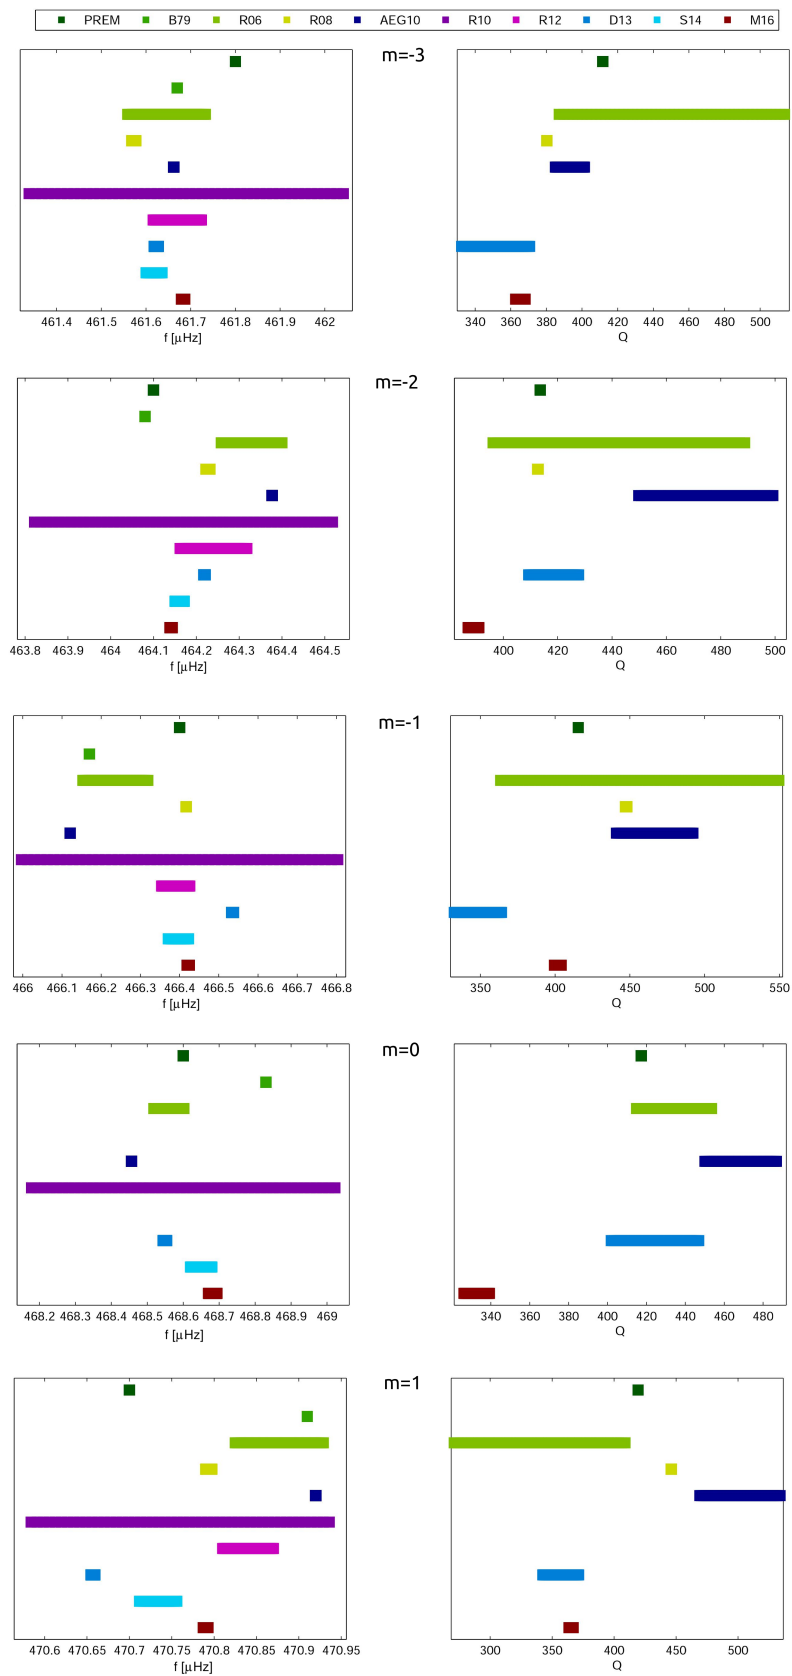 PREM B79 R06 R08 AEG10 R10 R12 D13 S14 M16
m=-3
461.4 461.5 461.6 461.7 461.8 461.9 462
f [μHz]
340 360 380 400 420 440 460 480 500
Q
m=-2
463.8 463.9 464 464.1 464.2 464.3 464.4 464.5
f [μHz]
400 420 440 460 480 500
Q
m=-1
466 466.1 466.2 466.3 466.4 466.5 466.6 466.7 466.8
f [μHz]
350 400 450 500 550
Q
m=0
468.2 468.3 468.4 468.5 468.6 468.7 468.8 468.9 469
f [μHz]
340 360 380 400 420 440 460 480
Q
m=1
470.6 470.65 470.7 470.75 470.8 470.85 470.9 470.95
f [μHz]
300 350 400 450 500
Q